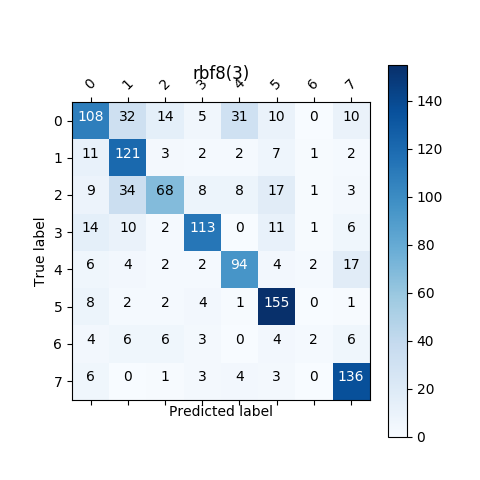 rbf8(3)
0 1 2 3 4 5 6 7
0 108 32 14 5 31 10 0 10
1 11 121 3 2 2 7 1 2
2 9 34 68 8 8 17 1 3
3 14 10 2 113 0 11 1 6
4 6 4 2 2 94 4 2 17
5 8 2 2 4 1 155 0 1
6 4 6 6 3 0 4 2 6
7 6 0 1 3 4 3 0 136
True label
Predicted label
140
120
100
80
60
40
20
0